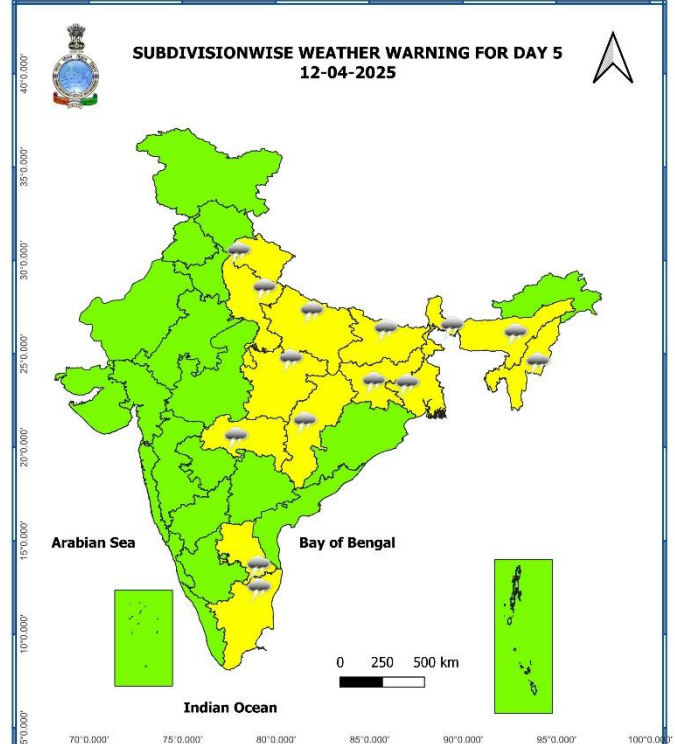 SUBDIVISIONWISE WEATHER WARNING FOR DAY 5
12-04-2025
40°0.000'
35°0.000'
30°0.000'
25°0.000'
20°0.000'
15°0.000'
10°0.000'
5°0.000'
Arabian Sea
Bay of Bengal
0 250 500 km
Indian Ocean
70°0.000' 75°0.000' 80°0.000' 85°0.000' 90°0.000' 95°0.000' 100°0.000'